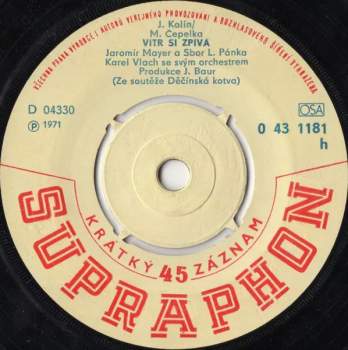 VŠECHNA PRÁVA VÝROBCE I AUTORŮ VEŘEJNÉHO PROVOZOVÁNÍ A ROZHLASOVÉHO ŠÍŘENÍ VYHRAZENA
J. Kolín/
M. Čepelka
VÍTR SI ZPÍVÁ
Jaromír Mayer a Sbor L. Pánka
Karel Vlach se svým orchestrem
Produkce J. Baur
(Ze soutěže Děčínská kotva)
D 04330
℗ 1971
OSA
0 43 1181
h
KRÁTKÝ 45 ZÁZNAM
SUPRAPHON